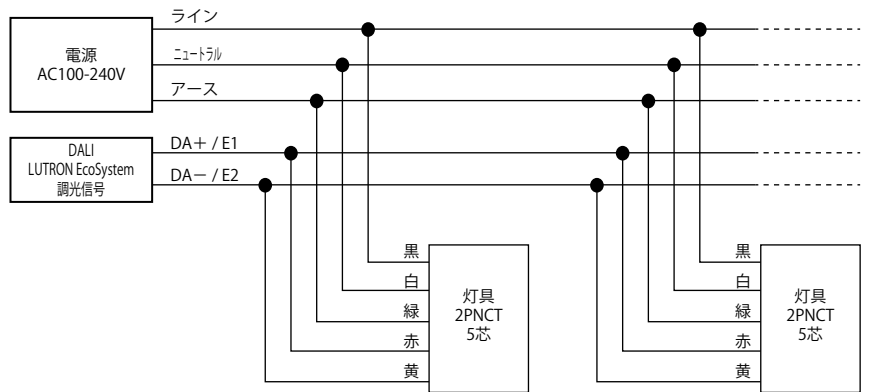 電源
AC100-240V
ライン
ニュートラル
アース
DALI
LUTRON EcoSystem
調光信号
DA+ / E1
DA− / E2
黒
白
緑
赤
黄
灯具
2PNCT
5芯
黒
白
緑
赤
黄
灯具
2PNCT
5芯